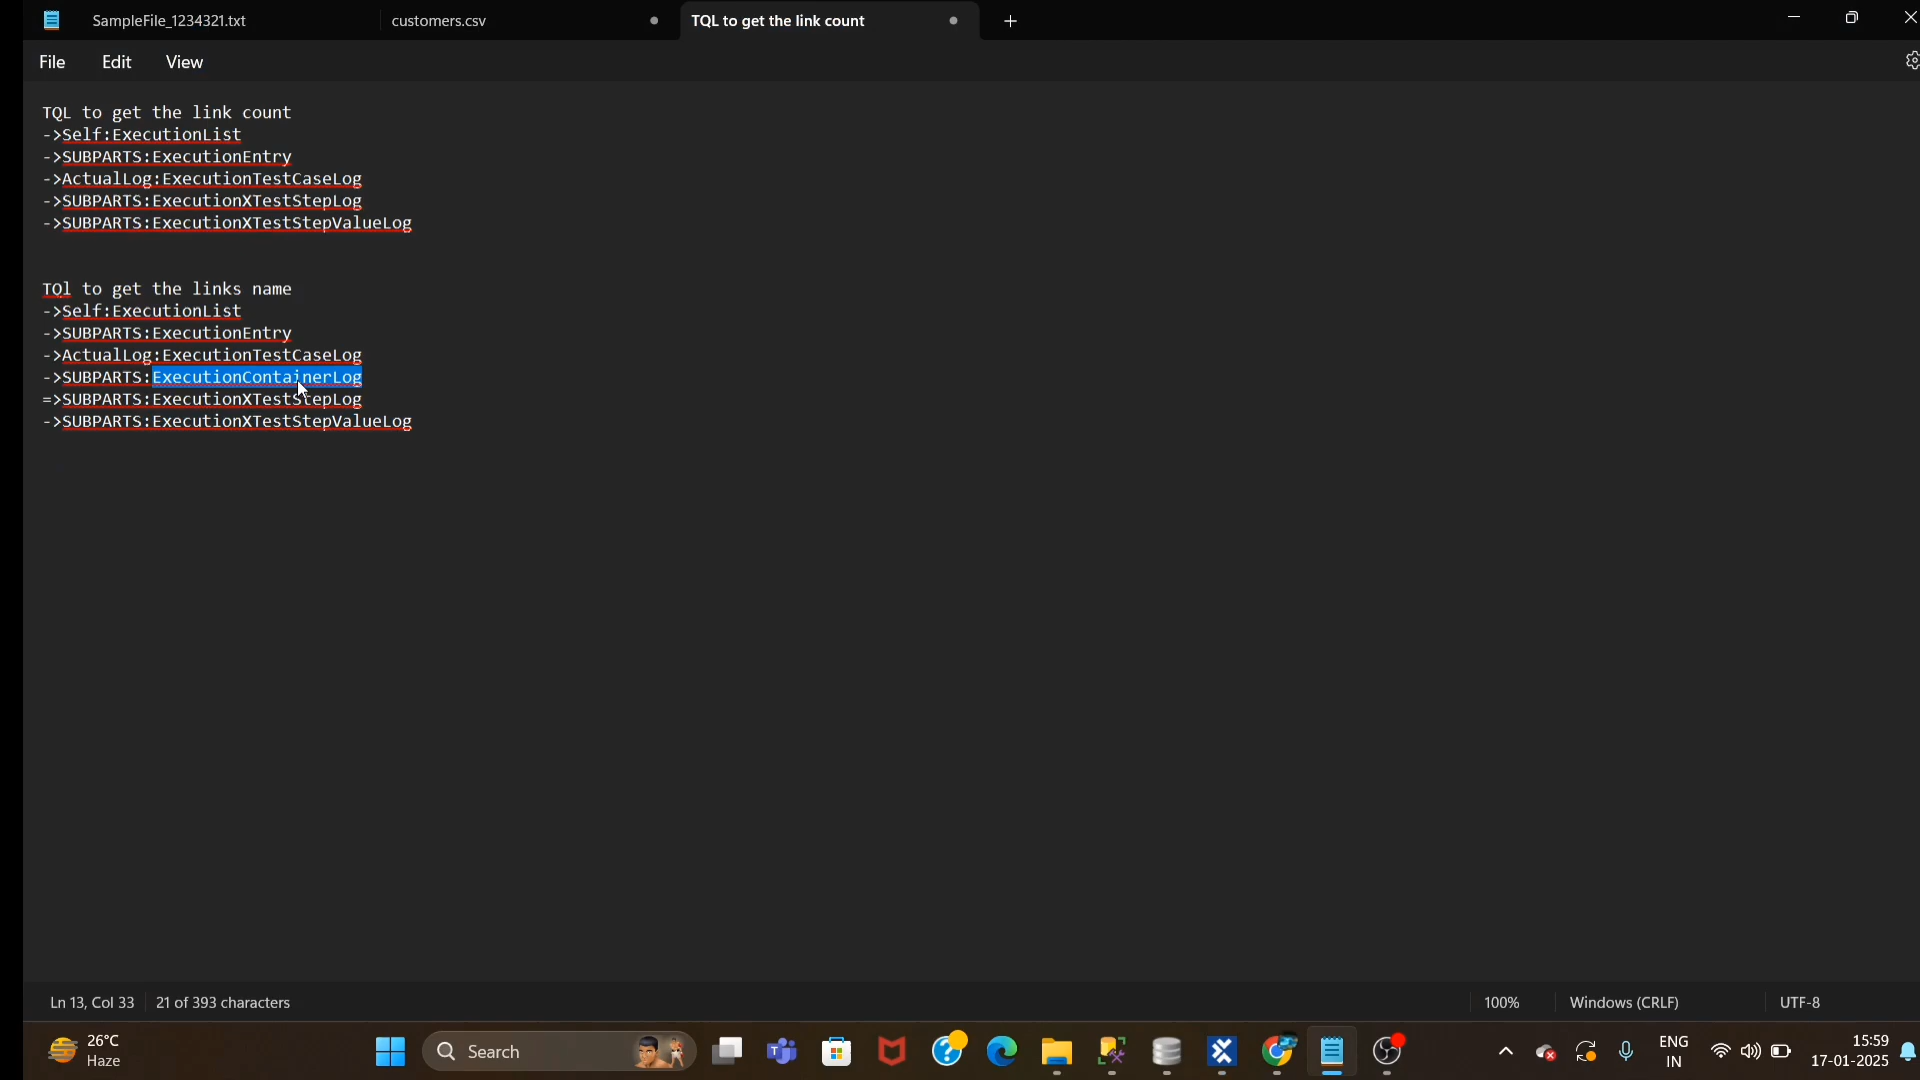 SampleFile_1234321.txt
customers.csv
TQL to get the link count
File Edit View
TQL to get the link count
->Self:ExecutionList
->SUBPARTS:ExecutionEntry
->ActualLog:ExecutionTestCaseLog
->SUBPARTS:ExecutionXTestStepLog
->SUBPARTS:ExecutionXTestStepValueLog
TQl to get the links name
->Self:ExecutionList
->SUBPARTS:ExecutionEntry
->ActualLog:ExecutionTestCaseLog
->SUBPARTS:ExecutionContainerLog
=>SUBPARTS:ExecutionXTestStepLog
->SUBPARTS:ExecutionXTestStepValueLog
Ln 13, Col 33 21 of 393 characters 100% Windows (CRLF) UTF-8
26°C
Haze
Search
ENG
IN
15:59
17-01-2025